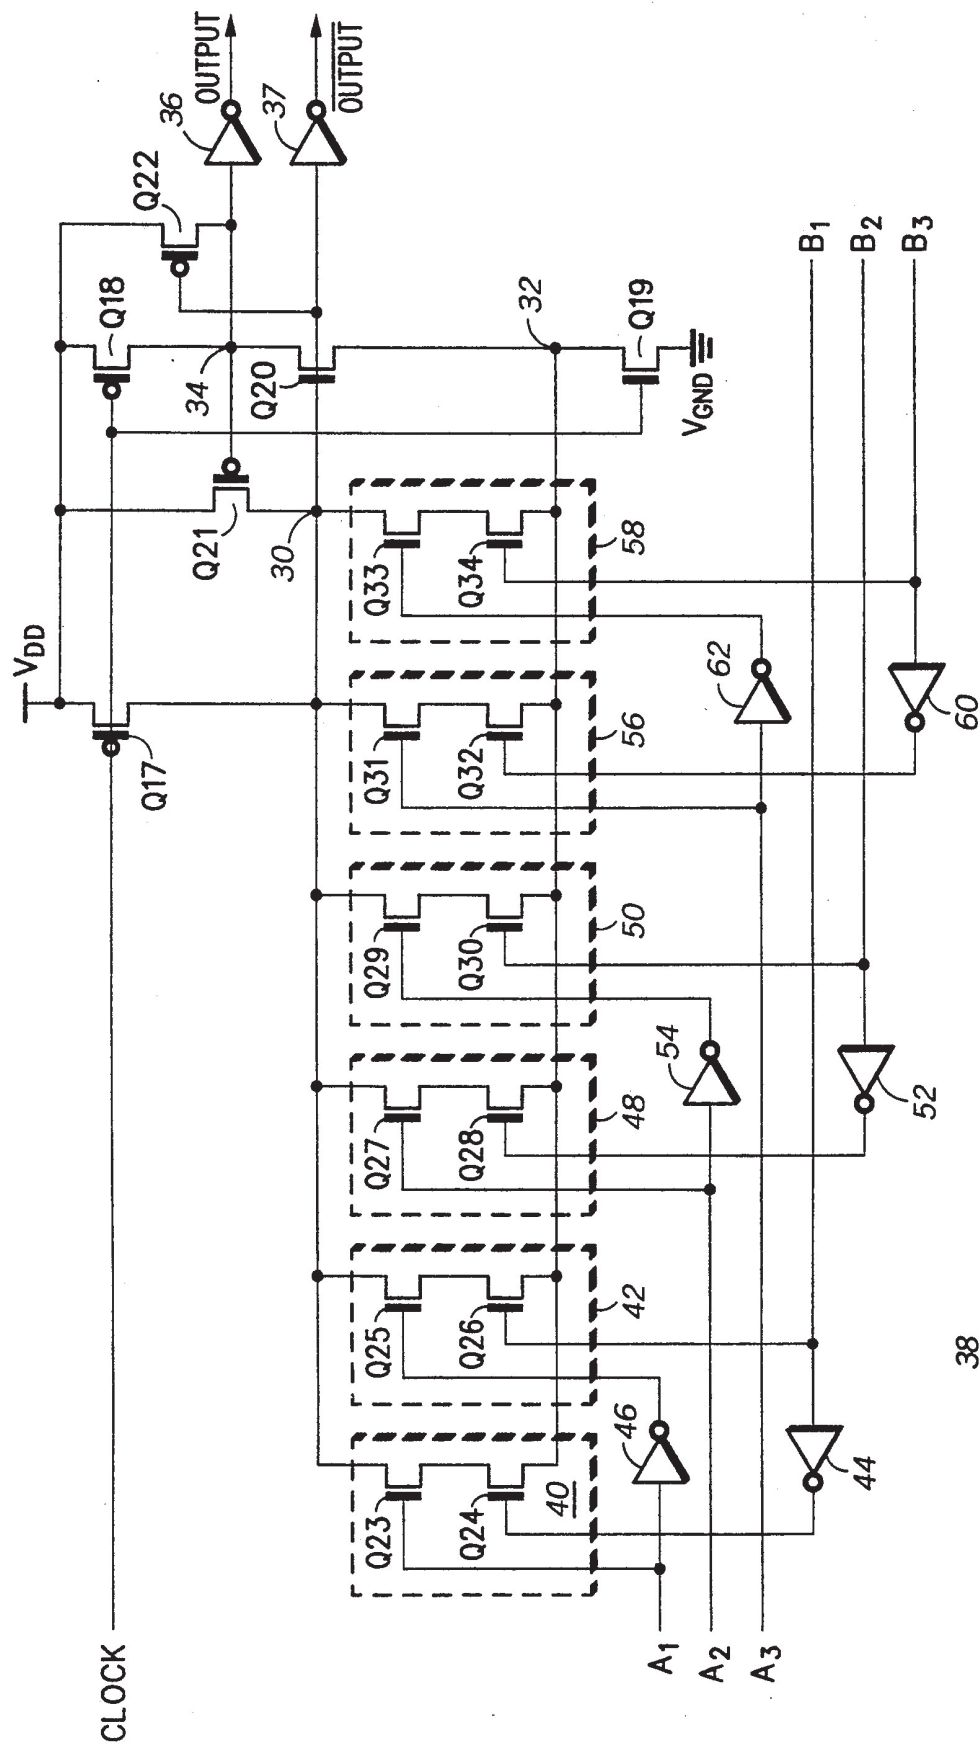 CLOCK
VDD
Q17
Q21
Q18
Q22
34
30
Q20
32
Q19
VGND
36
OUTPUT
37
OUTPUT
Q23
Q24
40
Q25
Q26
42
Q27
Q28
48
Q29
Q30
50
Q31
Q32
56
Q33
Q34
58
46
54
62
44
52
60
A1
A2
A3
B1
B2
B3
38